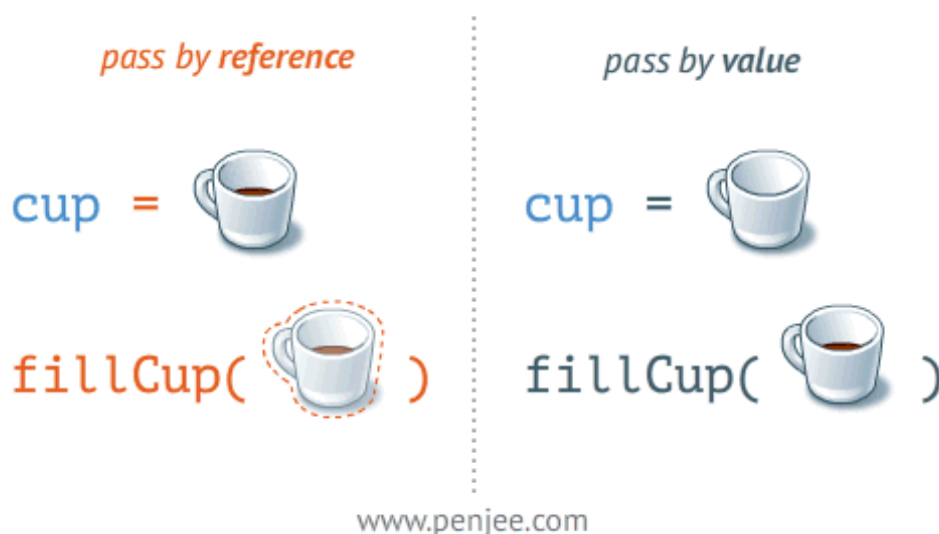 pass by reference
cup =
fillCup( )
pass by value
cup =
fillCup( )
www.penjee.com